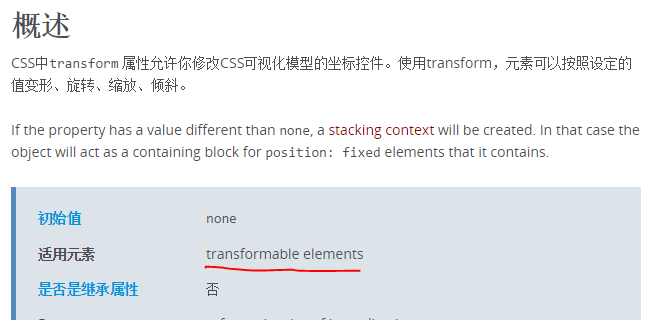 概述
CSS中transform 属性允许你修改CSS可视化模型的坐标控件。使用transform，元素可以按照设定的
值变形、旋转、缩放、倾斜。
If the property has a value different than none, a stacking context will be created. In that case the
object will act as a containing block for position: fixed elements that it contains.
初始值 none
适用元素 transformable elements
是否是继承属性 否